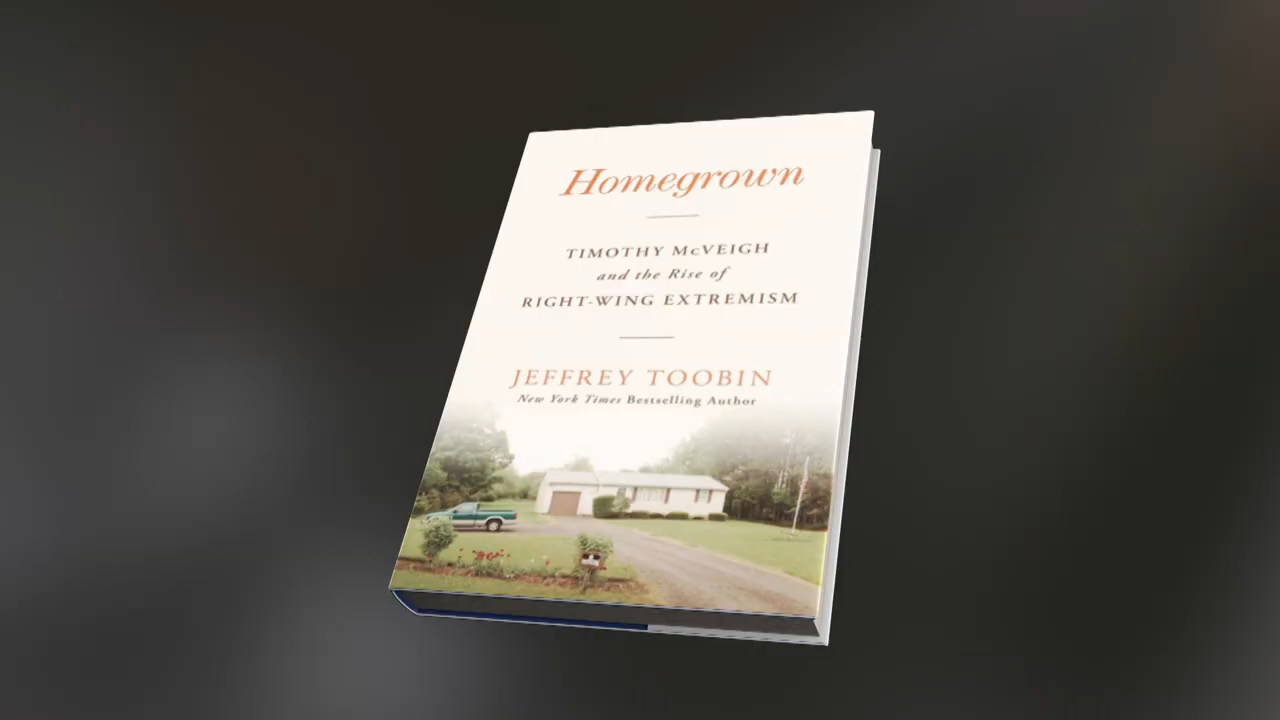 Homegrown
TIMOTHY McVEIGH
and the Rise of
RIGHT-WING EXTREMISM
JEFFREY TOOBIN
New York Times Bestselling Author